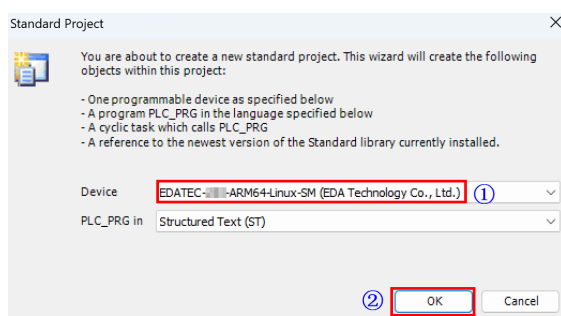 Standard Project
You are about to create a new standard project. This wizard will create the following
objects within this project:
- One programmable device as specified below
- A program PLC_PRG in the language specified below
- A cyclic task which calls PLC_PRG
- A reference to the newest version of the Standard library currently installed.
Device EDATEC- -ARM64-Linux-SM (EDA Technology Co., Ltd.) ①
PLC_PRG in Structured Text (ST)
② OK Cancel